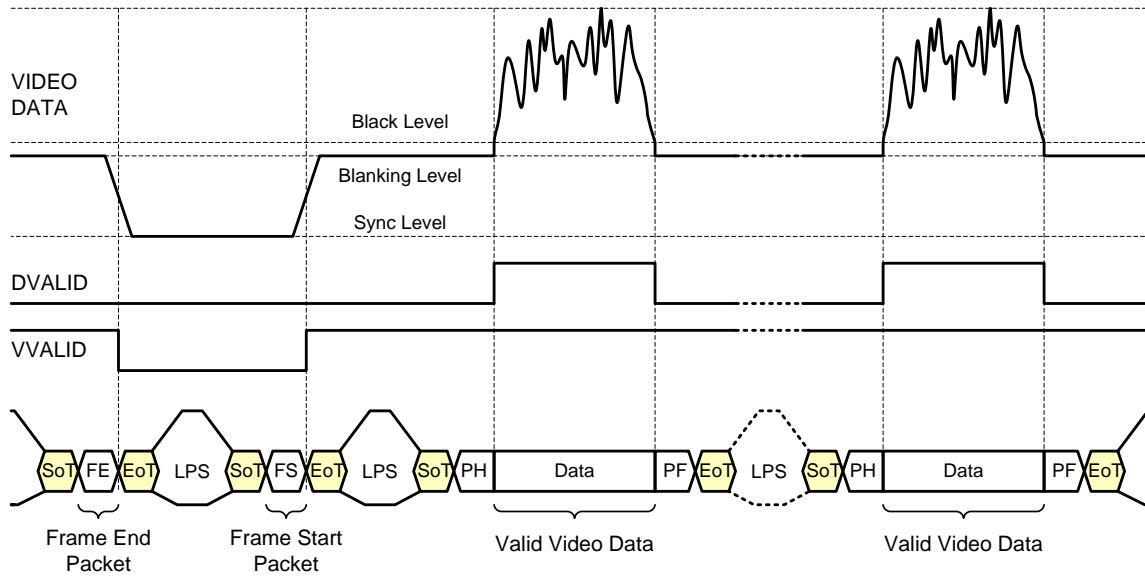 VIDEO
DATA
Black Level
Blanking Level
Sync Level
DVALID
VVALID
SoT FE EoT LPS SoT FS EoT LPS SoT PH Data PF EoT LPS SoT PH Data PF EoT
Frame End
Packet
Frame Start
Packet
Valid Video Data
Valid Video Data